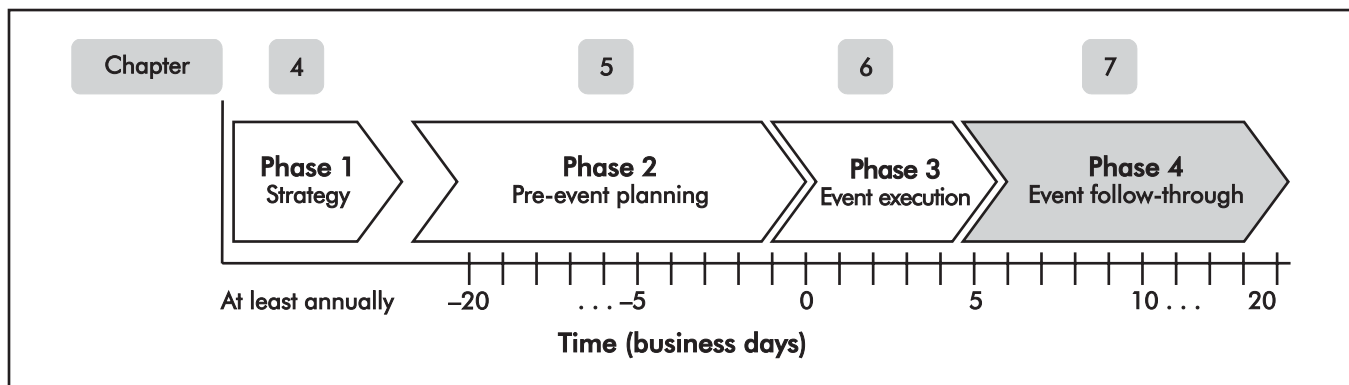 Chapter 4 5 6 7
Phase 1 Phase 2 Phase 3 Phase 4
Strategy Pre-event planning Event execution Event follow-through
At least annually –20 . . . –5 0 5 10 . . . 20
Time (business days)